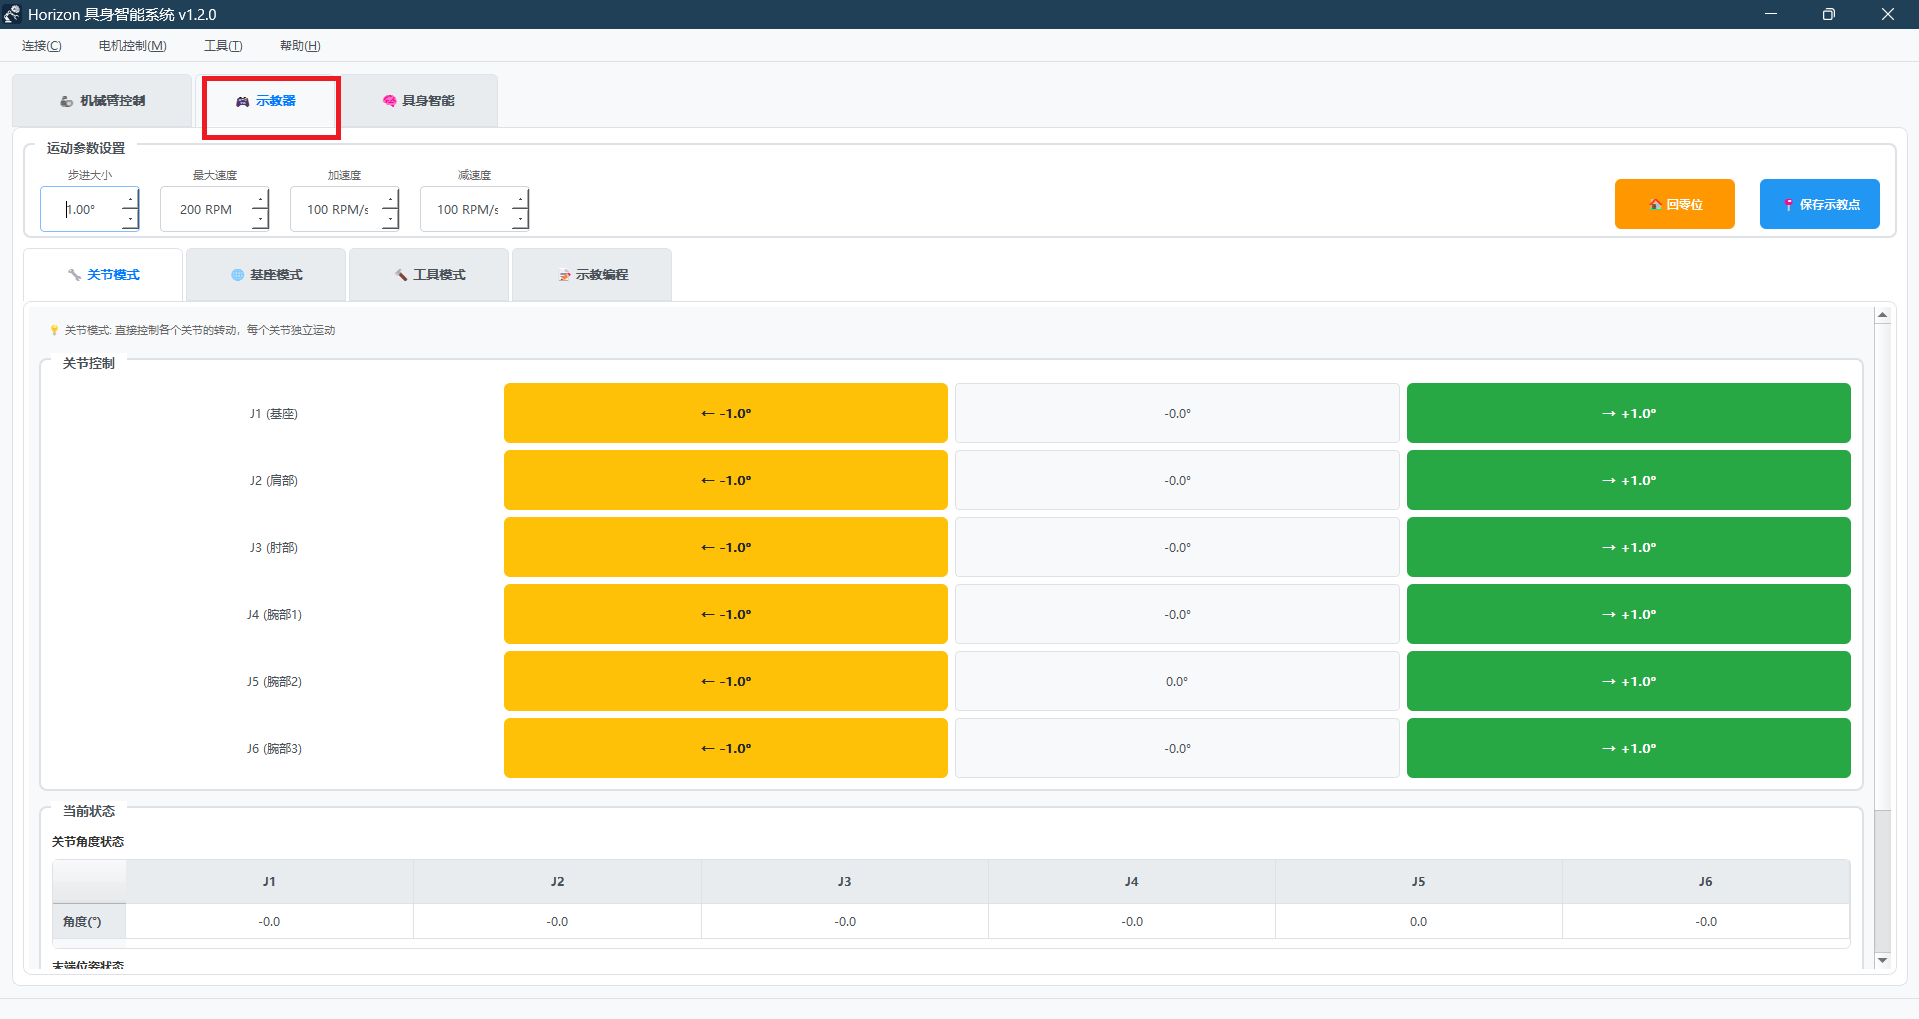 Horizon 具身智能系统 v1.2.0
连接(C) 电机控制(M) 工具(T) 帮助(H)
机械臂控制 示教器 具身智能
运动参数设置
步进大小 最大速度 加速度 减速度
1.00° 200 RPM 100 RPM/s 100 RPM/s 回零位 保存示教点
关节模式 基座模式 工具模式 示教编程
关节模式: 直接控制各个关节的转动，每个关节独立运动
关节控制
J1 (基座) ← -1.0° -0.0° → +1.0°
J2 (肩部) ← -1.0° -0.0° → +1.0°
J3 (肘部) ← -1.0° -0.0° → +1.0°
J4 (腕部1) ← -1.0° -0.0° → +1.0°
J5 (腕部2) ← -1.0° 0.0° → +1.0°
J6 (腕部3) ← -1.0° -0.0° → +1.0°
当前状态
关节角度状态
J1 J2 J3 J4 J5 J6
角度(°) -0.0 -0.0 -0.0 -0.0 0.0 -0.0
末端位姿状态